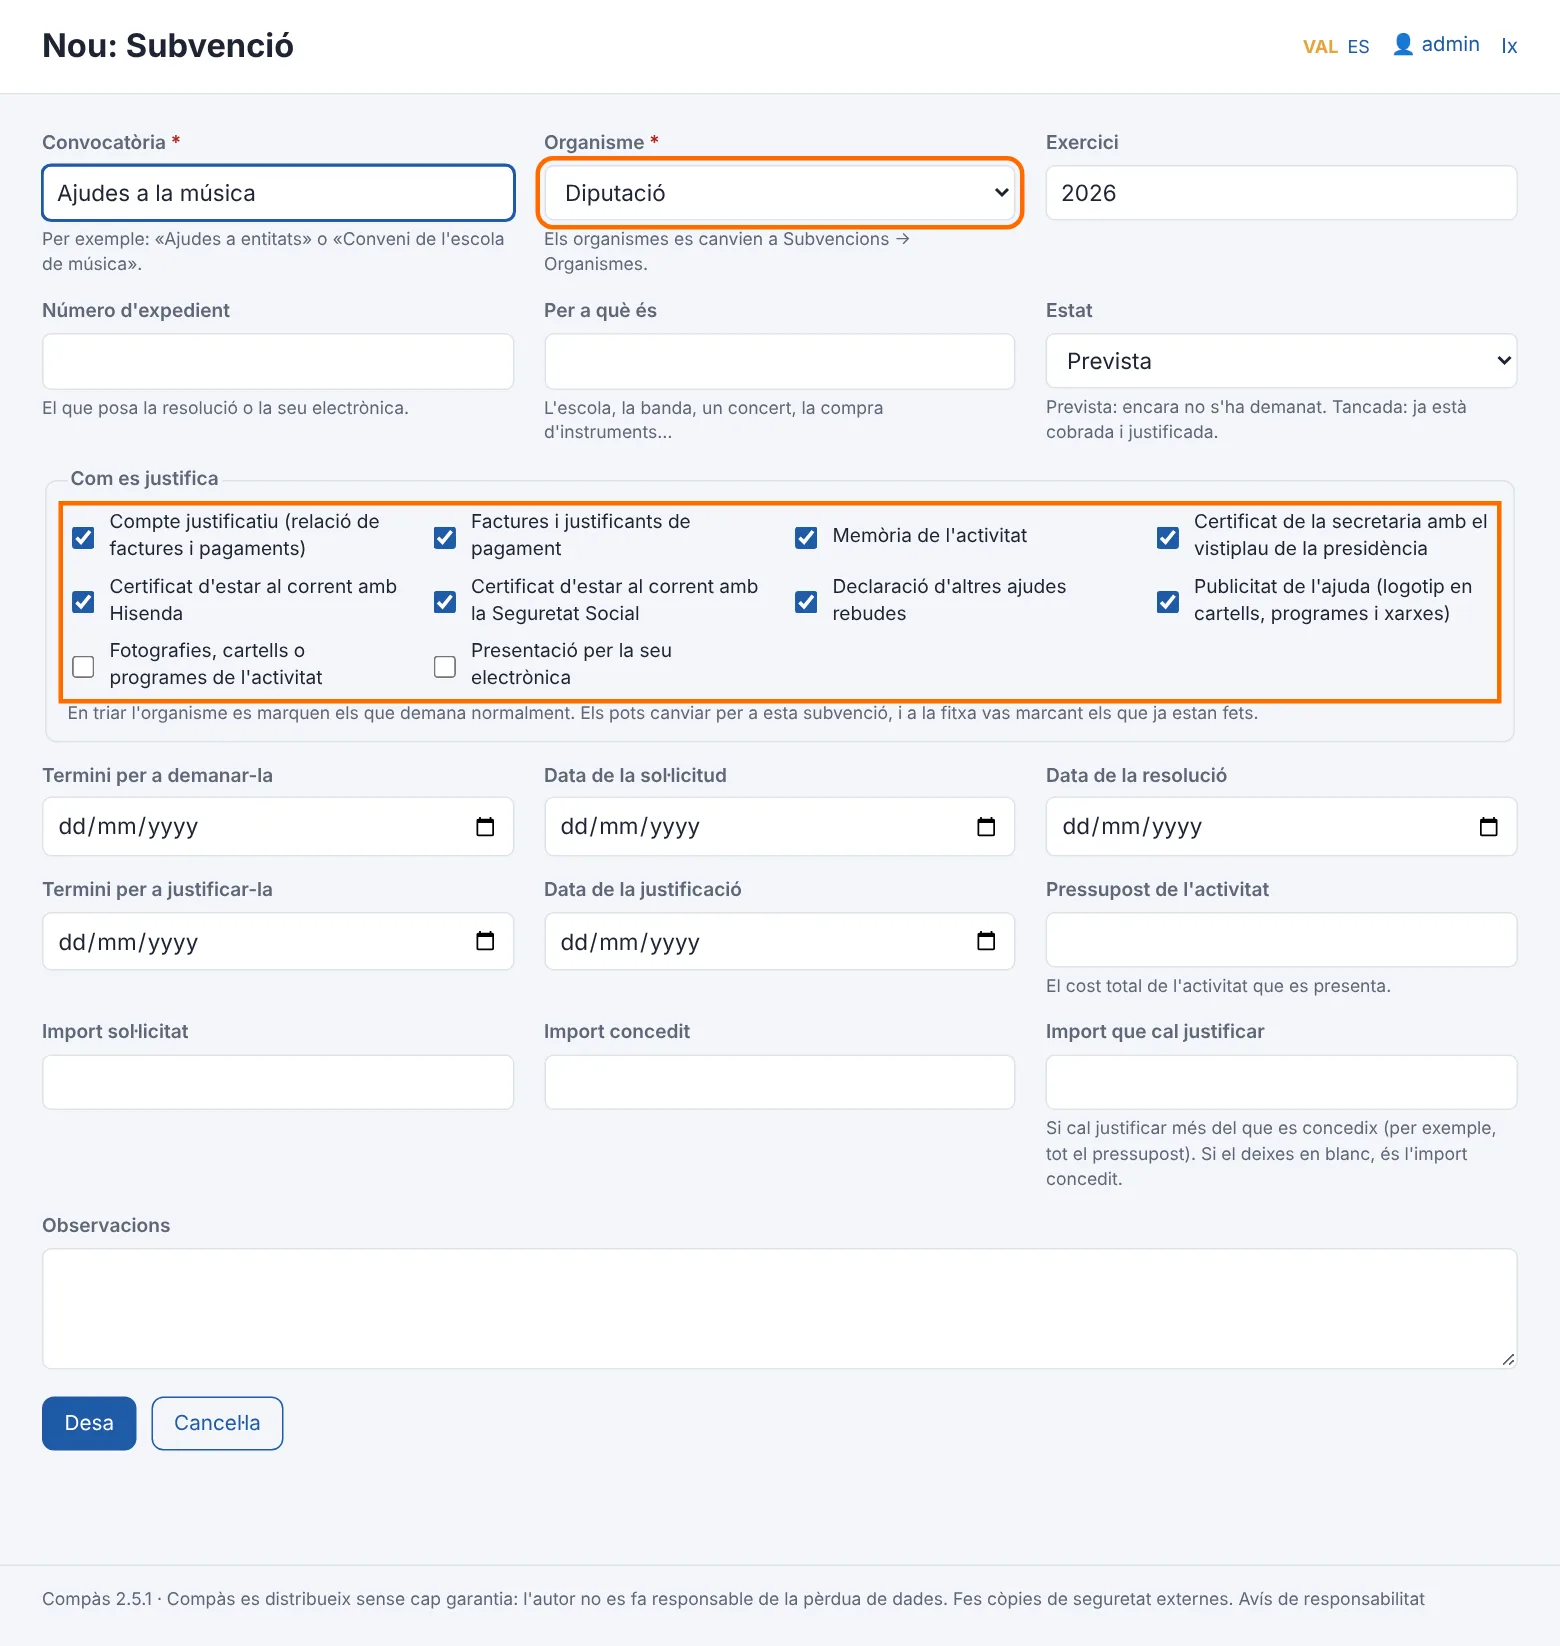 Nou: Subvenció
VAL ES admin Ix
Convocatòria *
Ajudes a la música
Per exemple: «Ajudes a entitats» o «Conveni de l'escola
de música».
Organisme *
Diputació
Els organismes es canvien a Subvencions →
Organismes.
Exercici
2026
Número d'expedient
El que posa la resolució o la seu electrònica.
Per a què és
L'escola, la banda, un concert, la compra
d'instruments...
Estat
Prevista
Prevista: encara no s'ha demanat. Tancada: ja està
cobrada i justificada.
Com es justifica
Compte justificatiu (relació de
factures i pagaments)
Factures i justificants de
pagament
Memòria de l'activitat
Certificat de la secretaria amb el
vistiplau de la presidència
Certificat d'estar al corrent amb
Hisenda
Certificat d'estar al corrent amb
la Seguretat Social
Declaració d'altres ajudes
rebudes
Publicitat de l'ajuda (logotip en
cartells, programes i xarxes)
Fotografies, cartells o
programes de l'activitat
Presentació per la seu
electrònica
En triar l'organisme es marquen els que demana normalment. Els pots canviar per a esta subvenció, i a la fitxa vas marcant els que ja estan fets.
Termini per a demanar-la
dd/mm/yyyy
Data de la sol·licitud
dd/mm/yyyy
Data de la resolució
dd/mm/yyyy
Termini per a justificar-la
dd/mm/yyyy
Data de la justificació
dd/mm/yyyy
Pressupost de l'activitat
El cost total de l'activitat que es presenta.
Import sol·licitat
Import concedit
Import que cal justificar
Si cal justificar més del que es concedix (per exemple,
tot el pressupost). Si el deixes en blanc, és l'import
concedit.
Observacions
Desa
Cancel·la
Compàs 2.5.1 · Compàs es distribueix sense cap garantia: l'autor no es fa responsable de la pèrdua de dades. Fes còpies de seguretat externes. Avís de responsabilitat